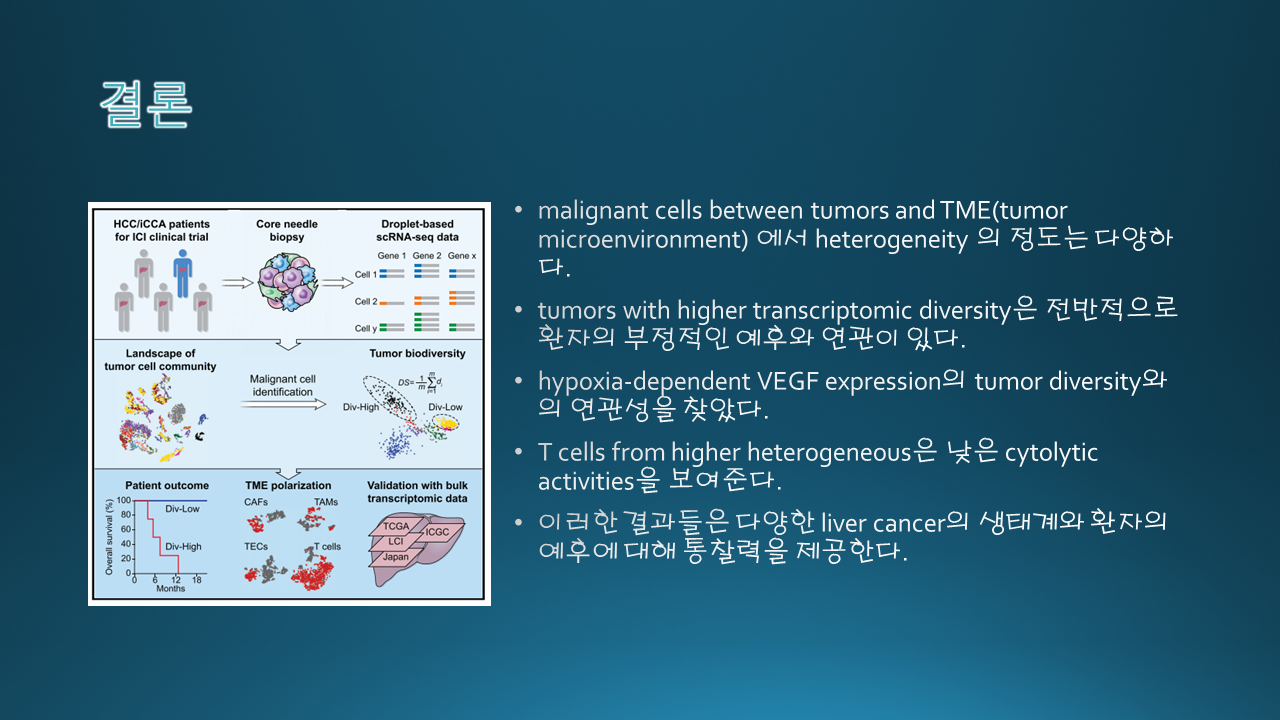 결론
HCC/iCCA patients
for ICI clinical trial
Core needle
biopsy
Droplet-based
scRNA-seq data
Gene 1 Gene 2 Gene x
Cell 1
Cell 2
Cell y
Landscape of
tumor cell community
Malignant cell
identification
Tumor biodiversity
DS= 1/m m∑i=1 di
Div-High
Div-Low
Patient outcome
Overall survival (%)
100
80
60
40
20
0
Div-Low
Div-High
0 6 12 18
Months
TME polarization
CAFs TAMs
TECs T cells
Validation with bulk
transcriptomic data
TCGA
ICGC
LCI
Japan
• malignant cells between tumors and TME(tumor
microenvironment) 에서 heterogeneity 의 정도는 다양하
다.
• tumors with higher transcriptomic diversity은 전반적으로
환자의 부정적인 예후와 연관이 있다.
• hypoxia-dependent VEGF expression의 tumor diversity와
의 연관성을 찾았다.
• T cells from higher heterogeneous은 낮은 cytolytic
activities을 보여준다.
• 이러한 결과들은 다양한 liver cancer의 생태계와 환자의
예후에 대해 통찰력을 제공한다.